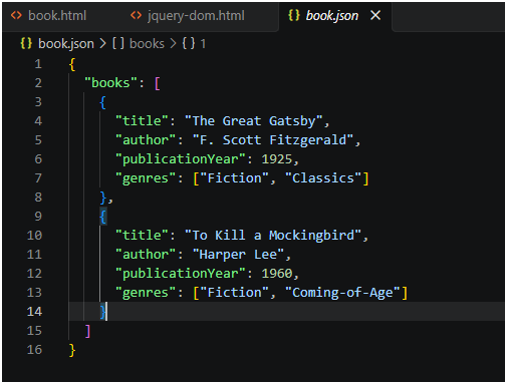 <> book.html <> jquery-dom.html {} book.json ×
{} book.json > [ ] books > {} 1
1 {
2 "books": [
3 {
4 "title": "The Great Gatsby",
5 "author": "F. Scott Fitzgerald",
6 "publicationYear": 1925,
7 "genres": ["Fiction", "Classics"]
8 },
9 {
10 "title": "To Kill a Mockingbird",
11 "author": "Harper Lee",
12 "publicationYear": 1960,
13 "genres": ["Fiction", "Coming-of-Age"]
14 }
15 ]
16 }